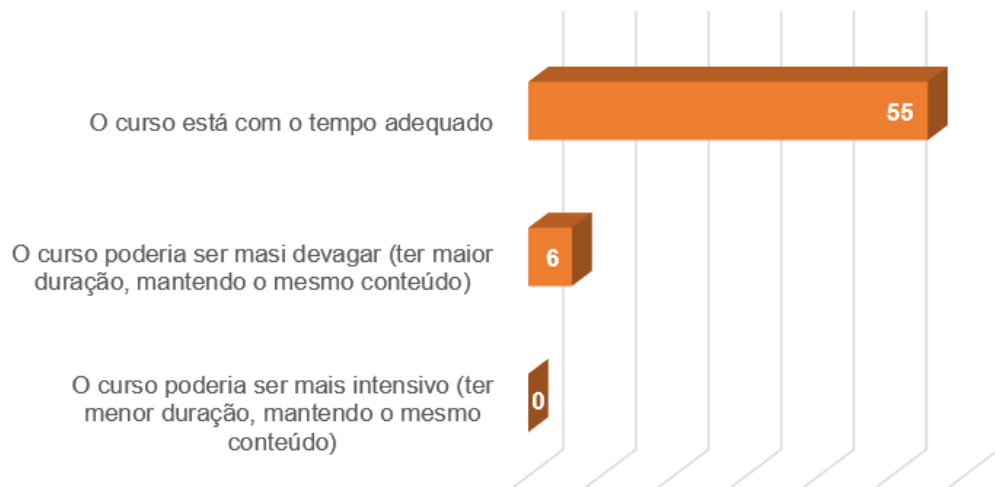 O curso está com o tempo adequado
55
O curso poderia ser masi devagar (ter maior
duração, mantendo o mesmo conteúdo)
6
O curso poderia ser mais intensivo (ter
menor duração, mantendo o mesmo
conteúdo)
0